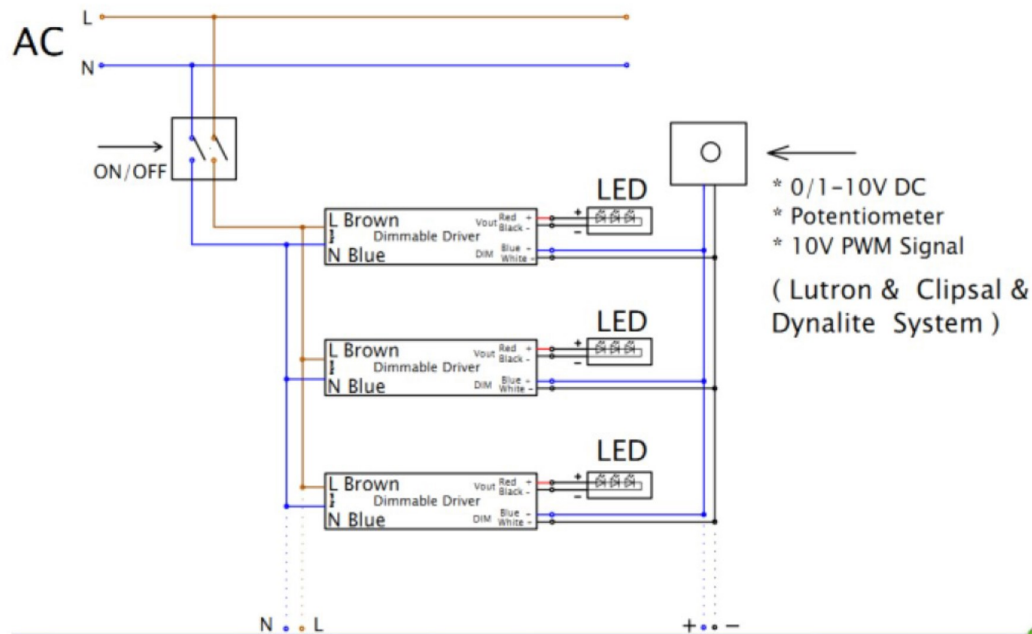 L
AC
N
ON/OFF
* 0/1-10V DC
* Potentiometer
* 10V PWM Signal
( Lutron & Clipsal &
Dynalite System )
LED
L Brown
Dimmable Driver
N Blue
Vout Red +
Black -
DIM Blue -
White -
+
-
LED
L Brown
Dimmable Driver
N Blue
Vout Red +
Black -
DIM Blue -
White -
+
-
LED
L Brown
Dimmable Driver
N Blue
Vout Red +
Black -
DIM Blue -
White -
+
-
N L
+ -